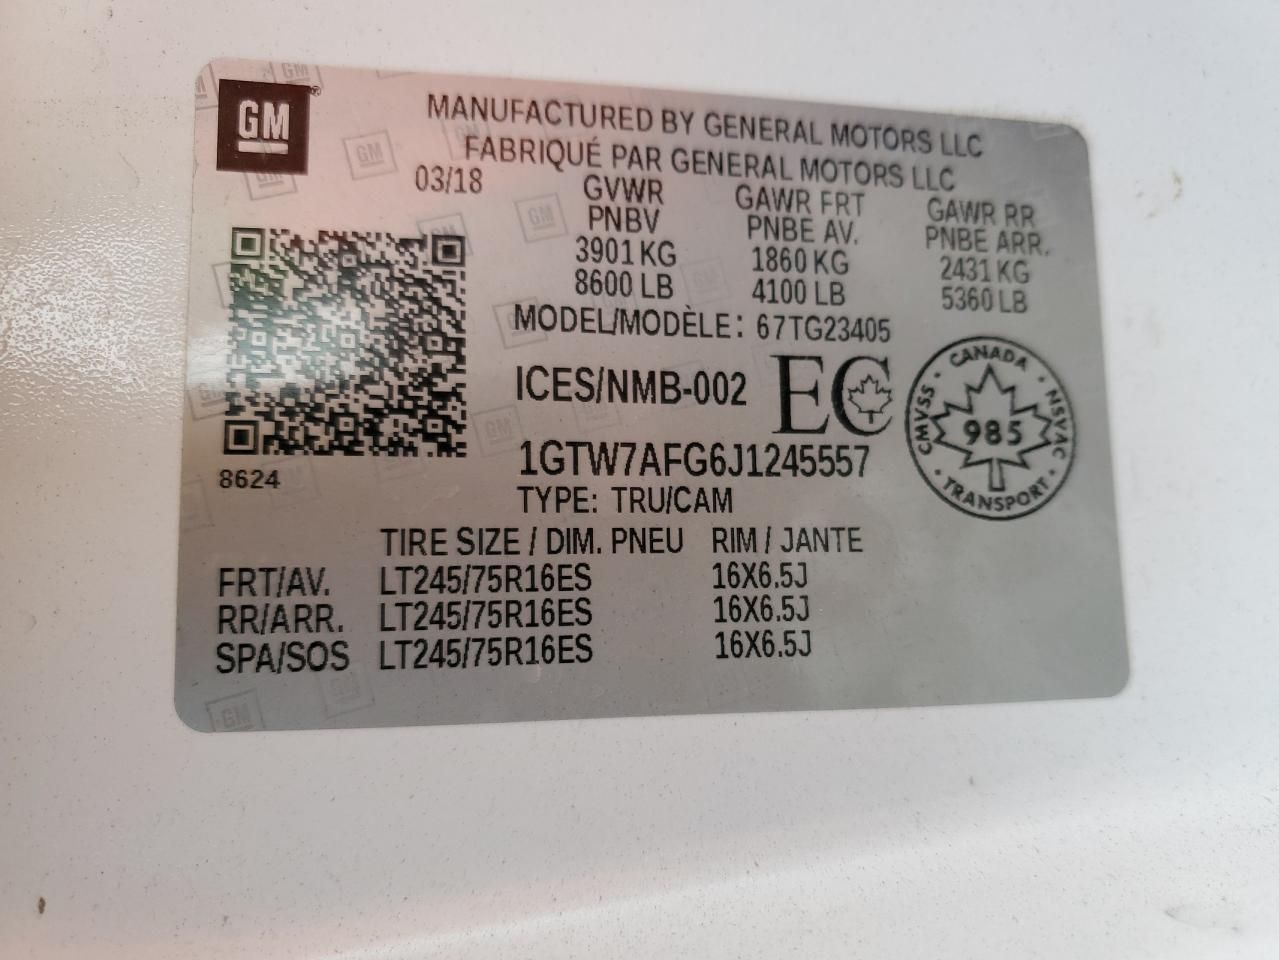 GM
MANUFACTURED BY GENERAL MOTORS LLC
FABRIQUÉ PAR GENERAL MOTORS LLC
03/18 GVWR GAWR FRT GAWR RR
PNBV PNBE AV. PNBE ARR.
3901 KG 1860 KG 2431 KG
8600 LB 4100 LB 5360 LB
MODEL/MODÈLE: 67TG23405
ICES/NMB-002 EC
CANADA • NSVAC • TRANSPORT • CMVSS •
985
8624
1GTW7AFG6J1245557
TYPE: TRU/CAM
TIRE SIZE / DIM. PNEU RIM / JANTE
FRT/AV. LT245/75R16ES 16X6.5J
RR/ARR. LT245/75R16ES 16X6.5J
SPA/SOS LT245/75R16ES 16X6.5J